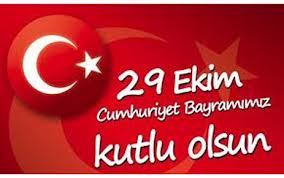 29 Ekim
Cumhuriyet Bayramımız
kutlu olsun